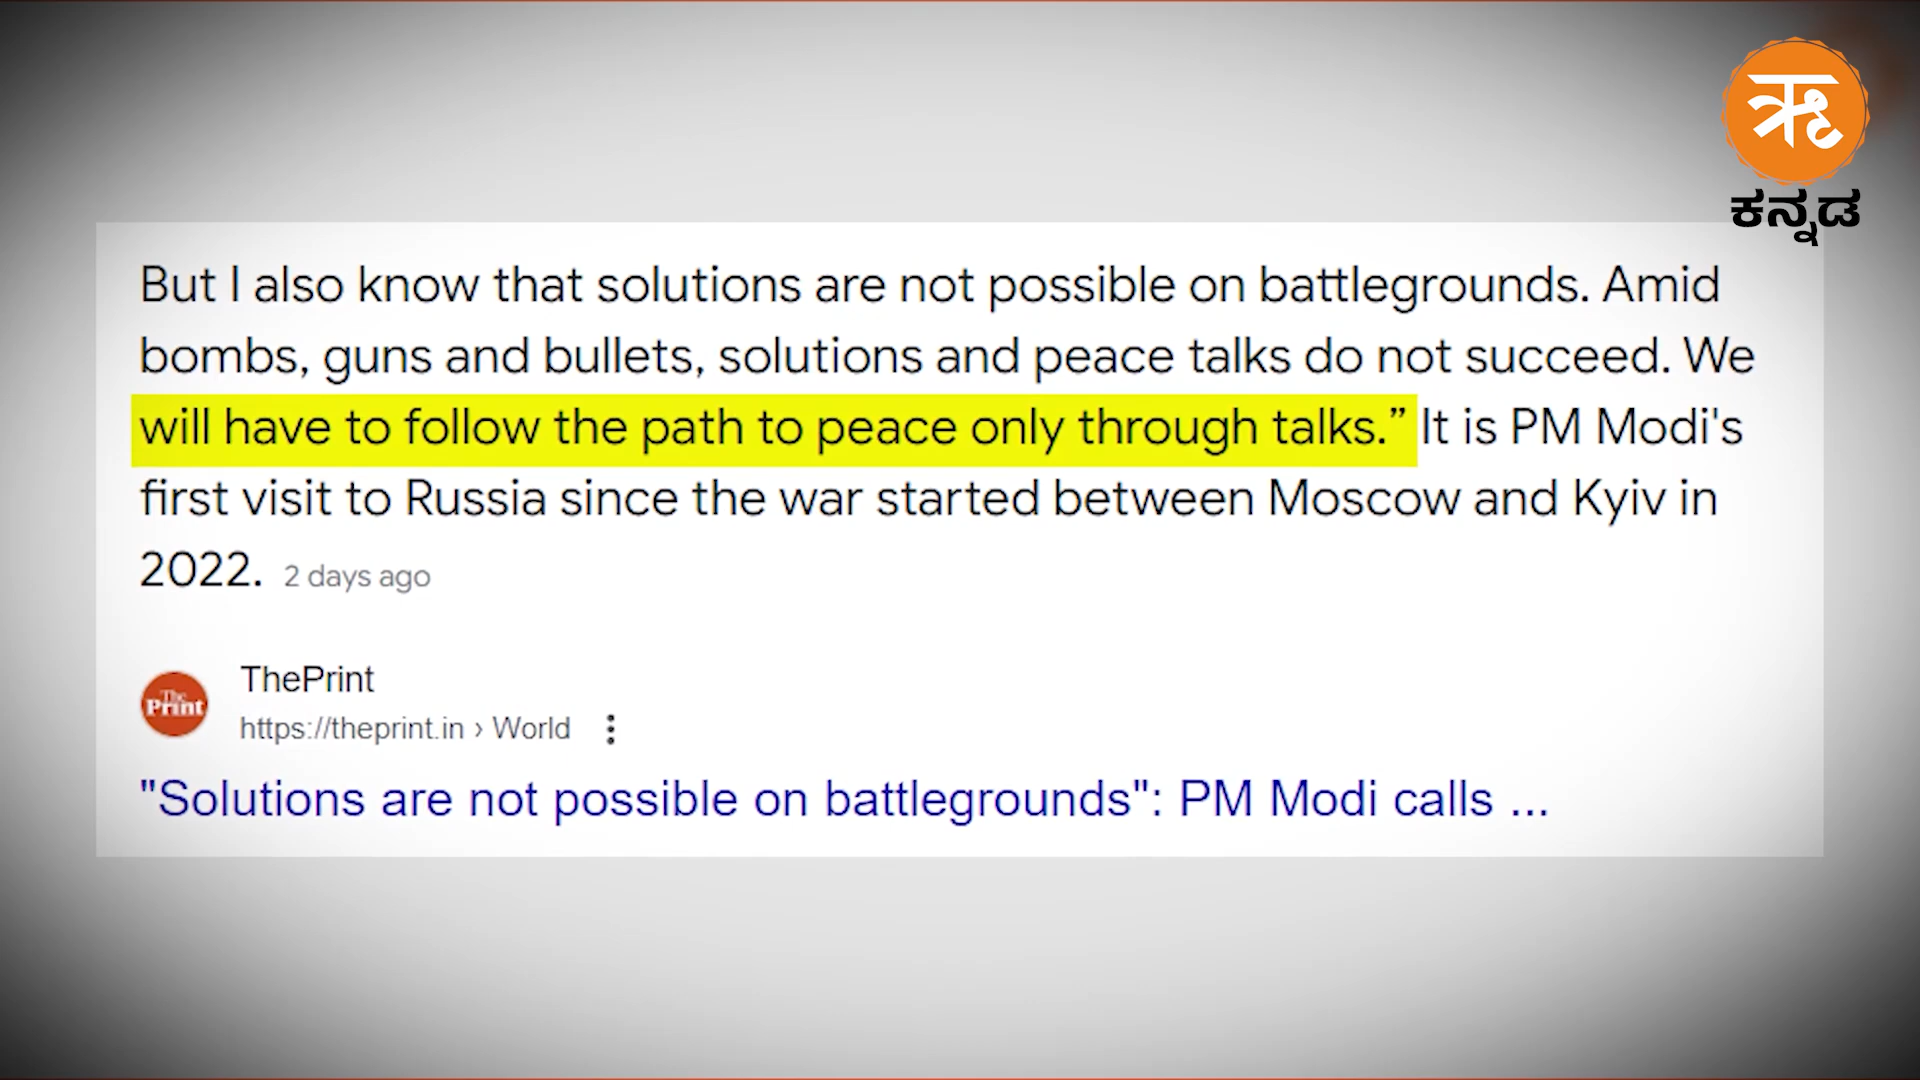 ऋ
ಕನ್ನಡ
But I also know that solutions are not possible on battlegrounds. Amid
bombs, guns and bullets, solutions and peace talks do not succeed. We
will have to follow the path to peace only through talks.” It is PM Modi's
first visit to Russia since the war started between Moscow and Kyiv in
2022. 2 days ago
The
Print
ThePrint
https://theprint.in › World
"Solutions are not possible on battlegrounds": PM Modi calls ...